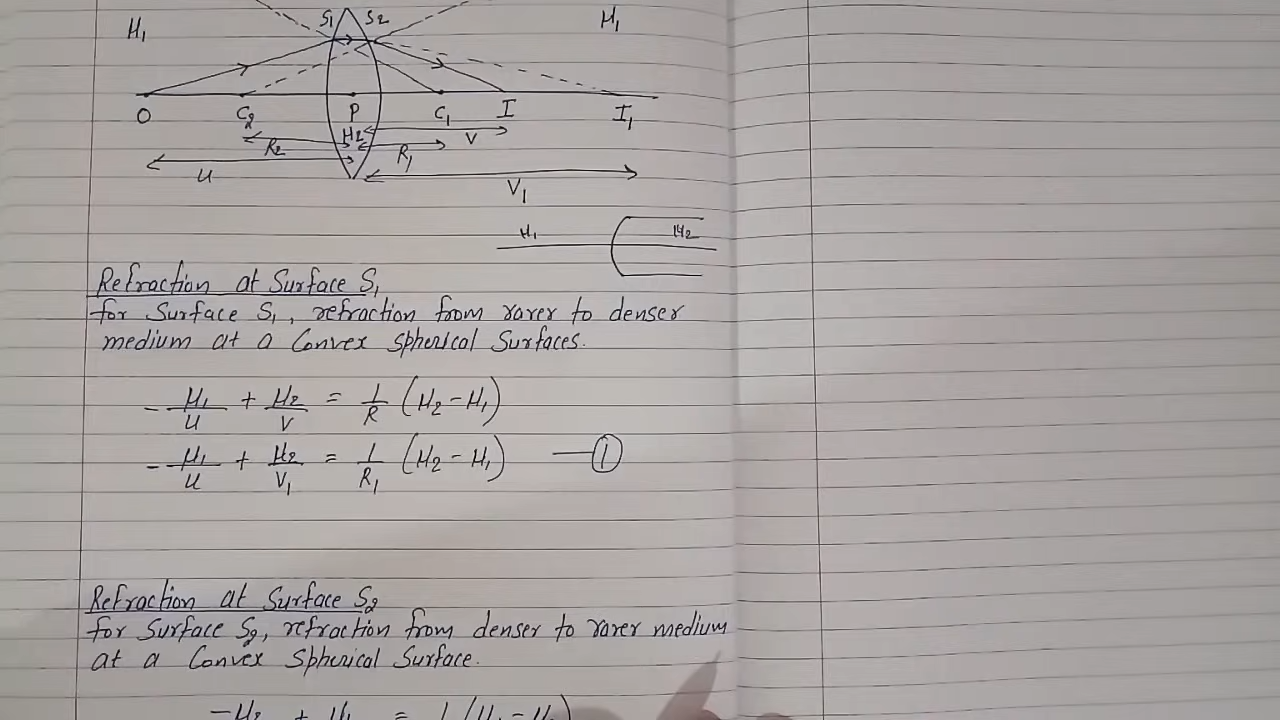 S₁ S₂
μ₁ μ₁
O C₂ P C₁ I I₁
μ₂
R₂ R₁ V
u V₁
μ₁ μ₂
Refraction at Surface S₁
for Surface S₁, refraction from rarer to denser
medium at a Convex Spherical Surfaces.
- μ₁/u + μ₂/v = 1/R (μ₂ - μ₁)
- μ₁/u + μ₂/V₁ = 1/R₁ (μ₂ - μ₁) — ①
Refraction at Surface S₂
for Surface S₂, refraction from denser to rarer medium
at a Convex Spherical Surface.